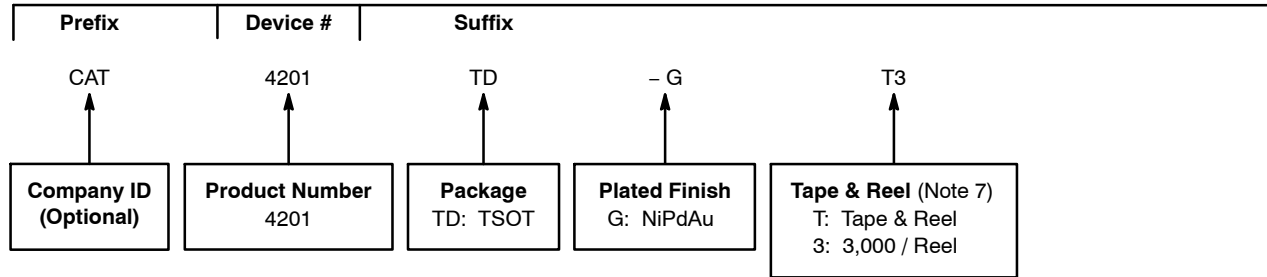 Prefix Device # Suffix
CAT 4201 TD – G T3
Company ID Product Number Package Plated Finish Tape & Reel (Note 7)
(Optional) 4201 TD: TSOT G: NiPdAu T: Tape & Reel
3: 3,000 / Reel